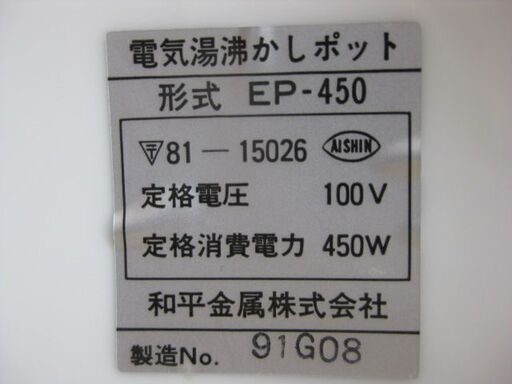 電気湯沸かしポット
形式 EP-450
〒81-15026 AISHIN
定格電圧 100V
定格消費電力 450W
和平金属株式会社
製造No. 91G08